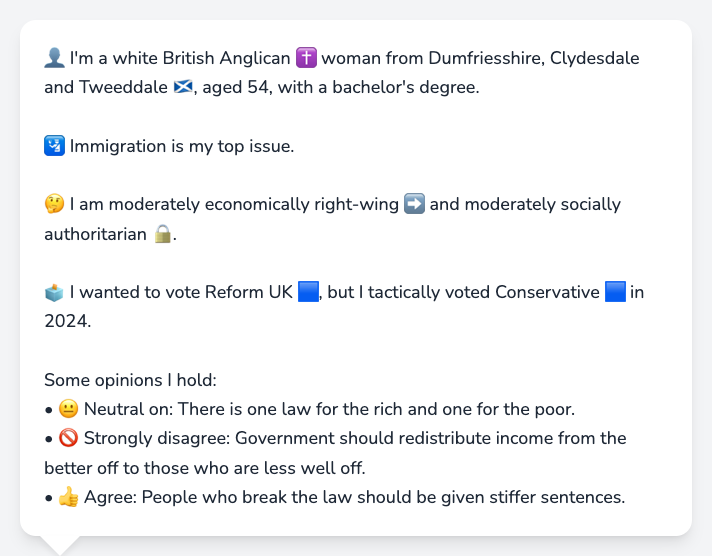 👤 I'm a white British Anglican ✝️ woman from Dumfriesshire, Clydesdale
and Tweeddale 🏴󠁧󠁢󠁳󠁣󠁴󠁿, aged 54, with a bachelor's degree.
🛂 Immigration is my top issue.
🤔 I am moderately economically right-wing ➡️ and moderately socially
authoritarian 🔒.
🗳️ I wanted to vote Reform UK 🟦, but I tactically voted Conservative 🟦 in
2024.
Some opinions I hold:
• 😐 Neutral on: There is one law for the rich and one for the poor.
• 🚫 Strongly disagree: Government should redistribute income from the
better off to those who are less well off.
• 👍 Agree: People who break the law should be given stiffer sentences.